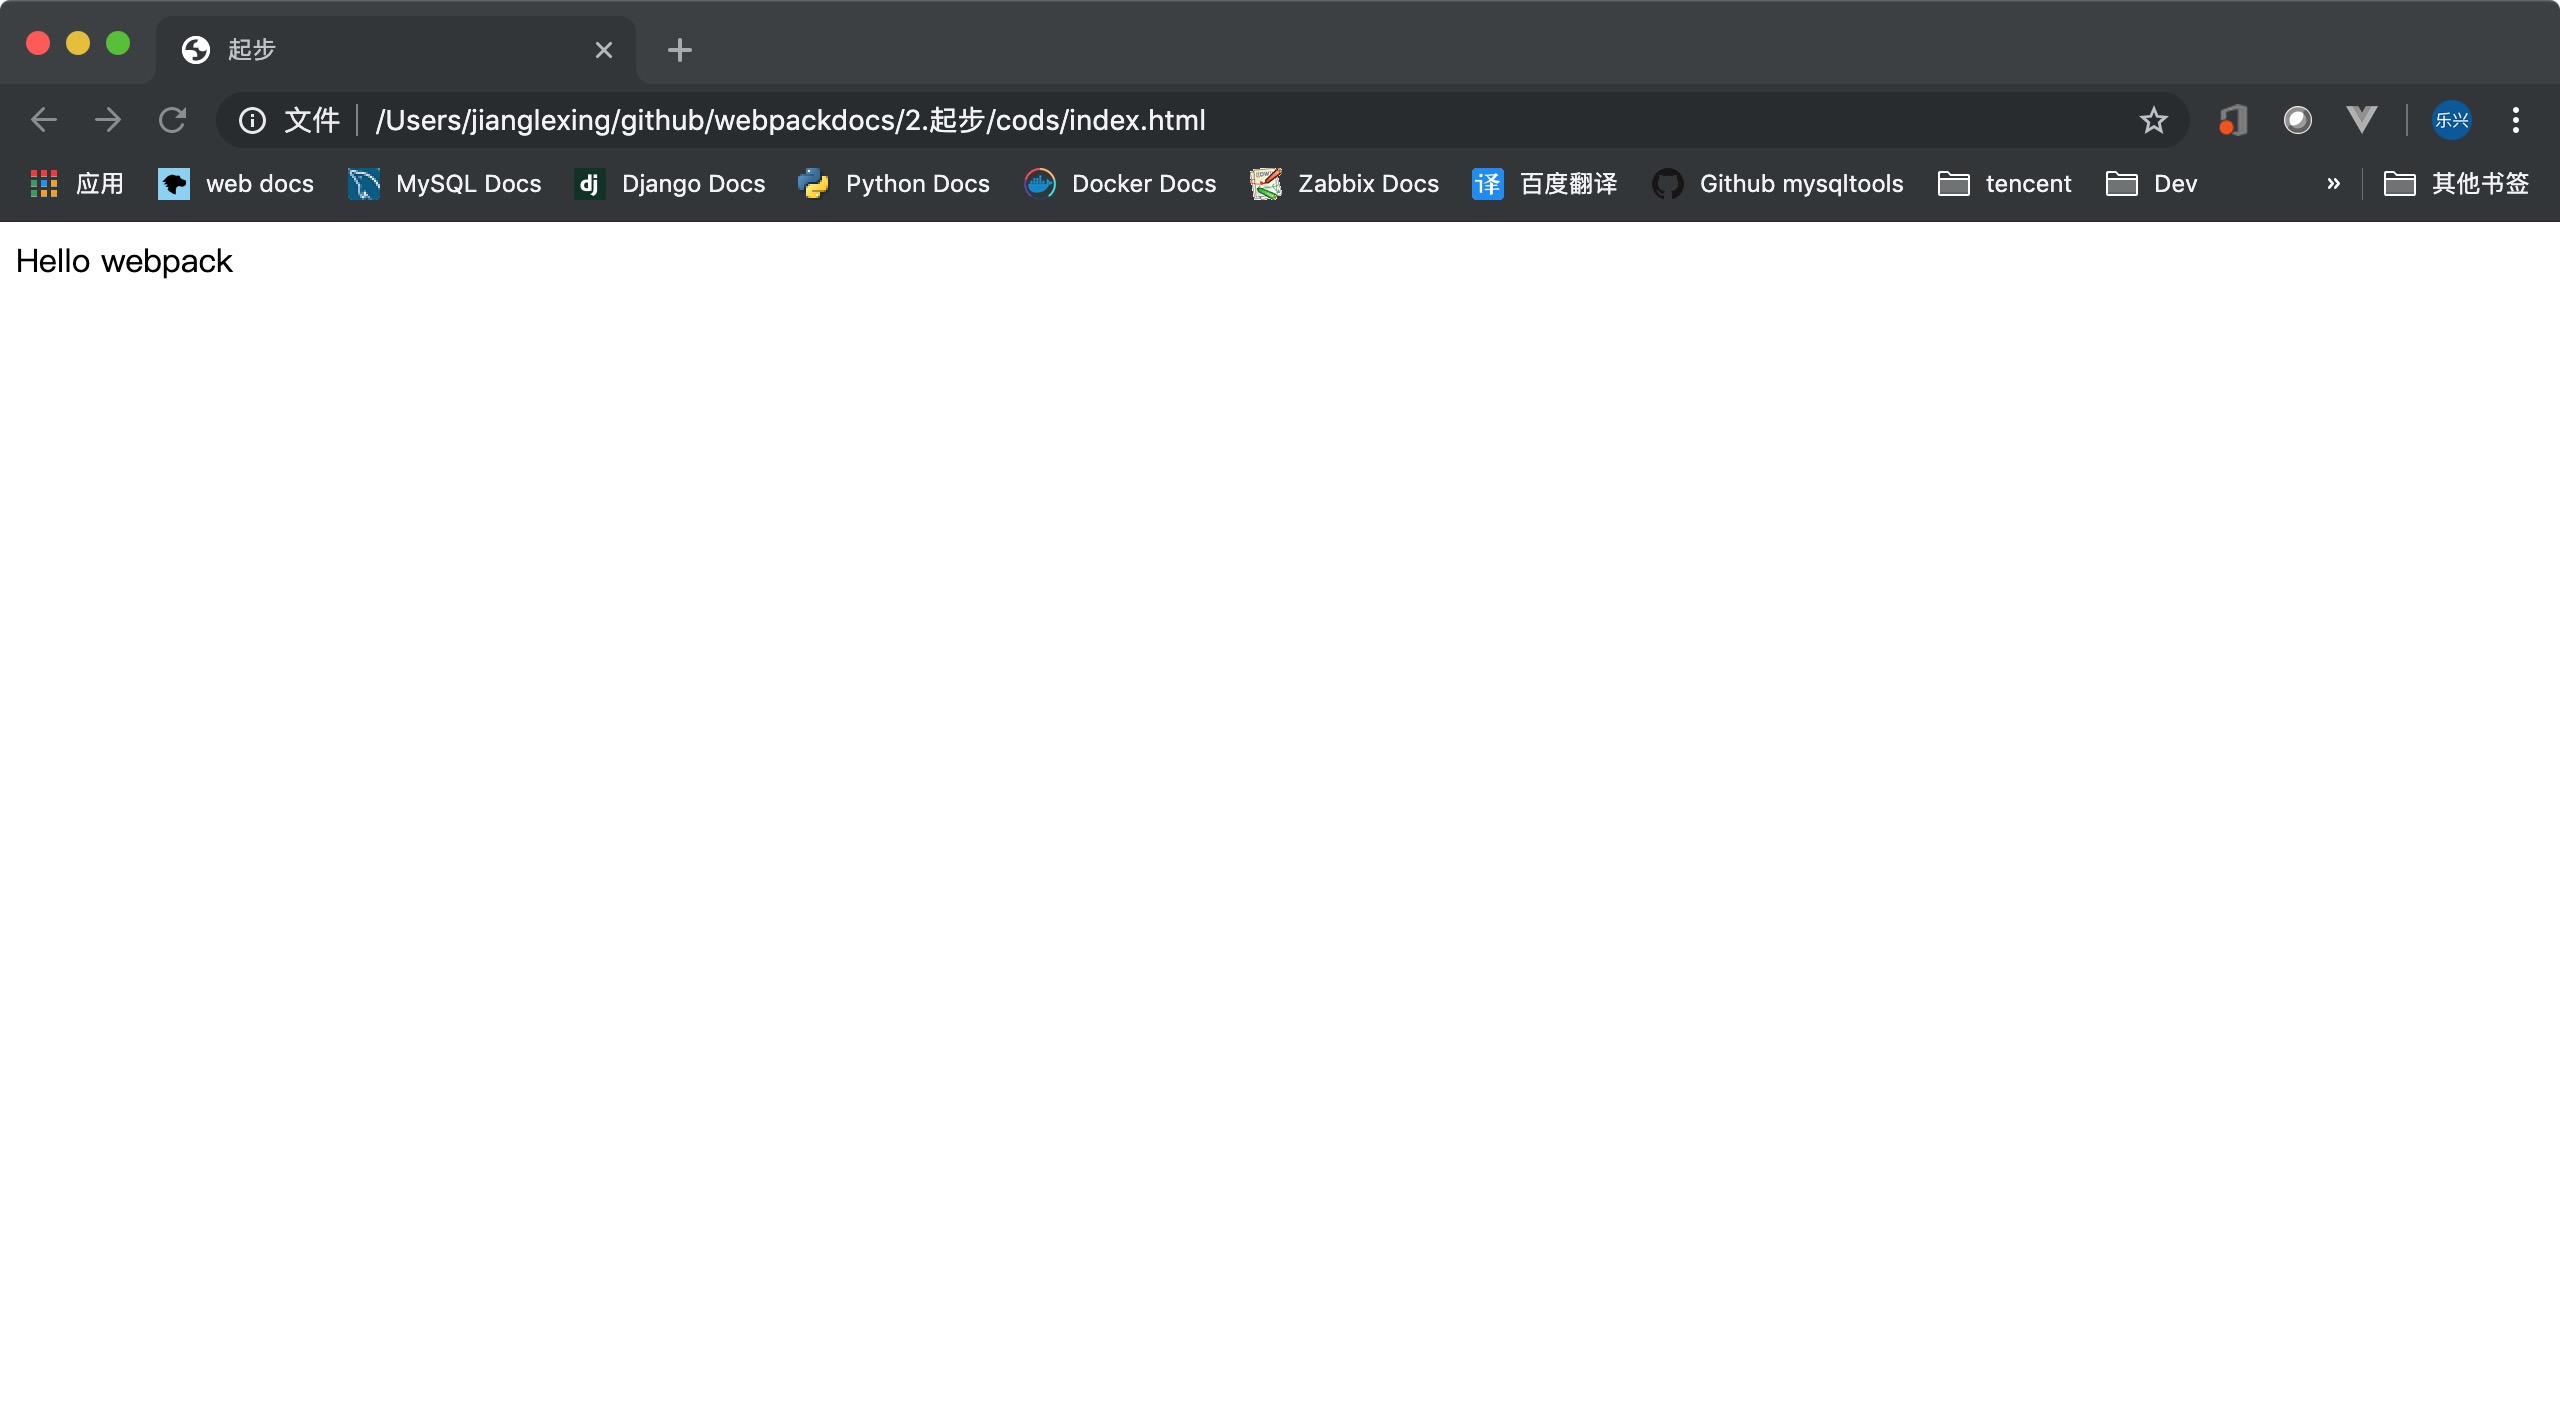 起步
文件 /Users/jianglexing/github/webpackdocs/2.起步/cods/index.html 乐兴
应用 web docs MySQL Docs dj Django Docs Python Docs Docker Docs Zabbix Docs 译 百度翻译 Github mysqltools tencent Dev » 其他书签
Hello webpack